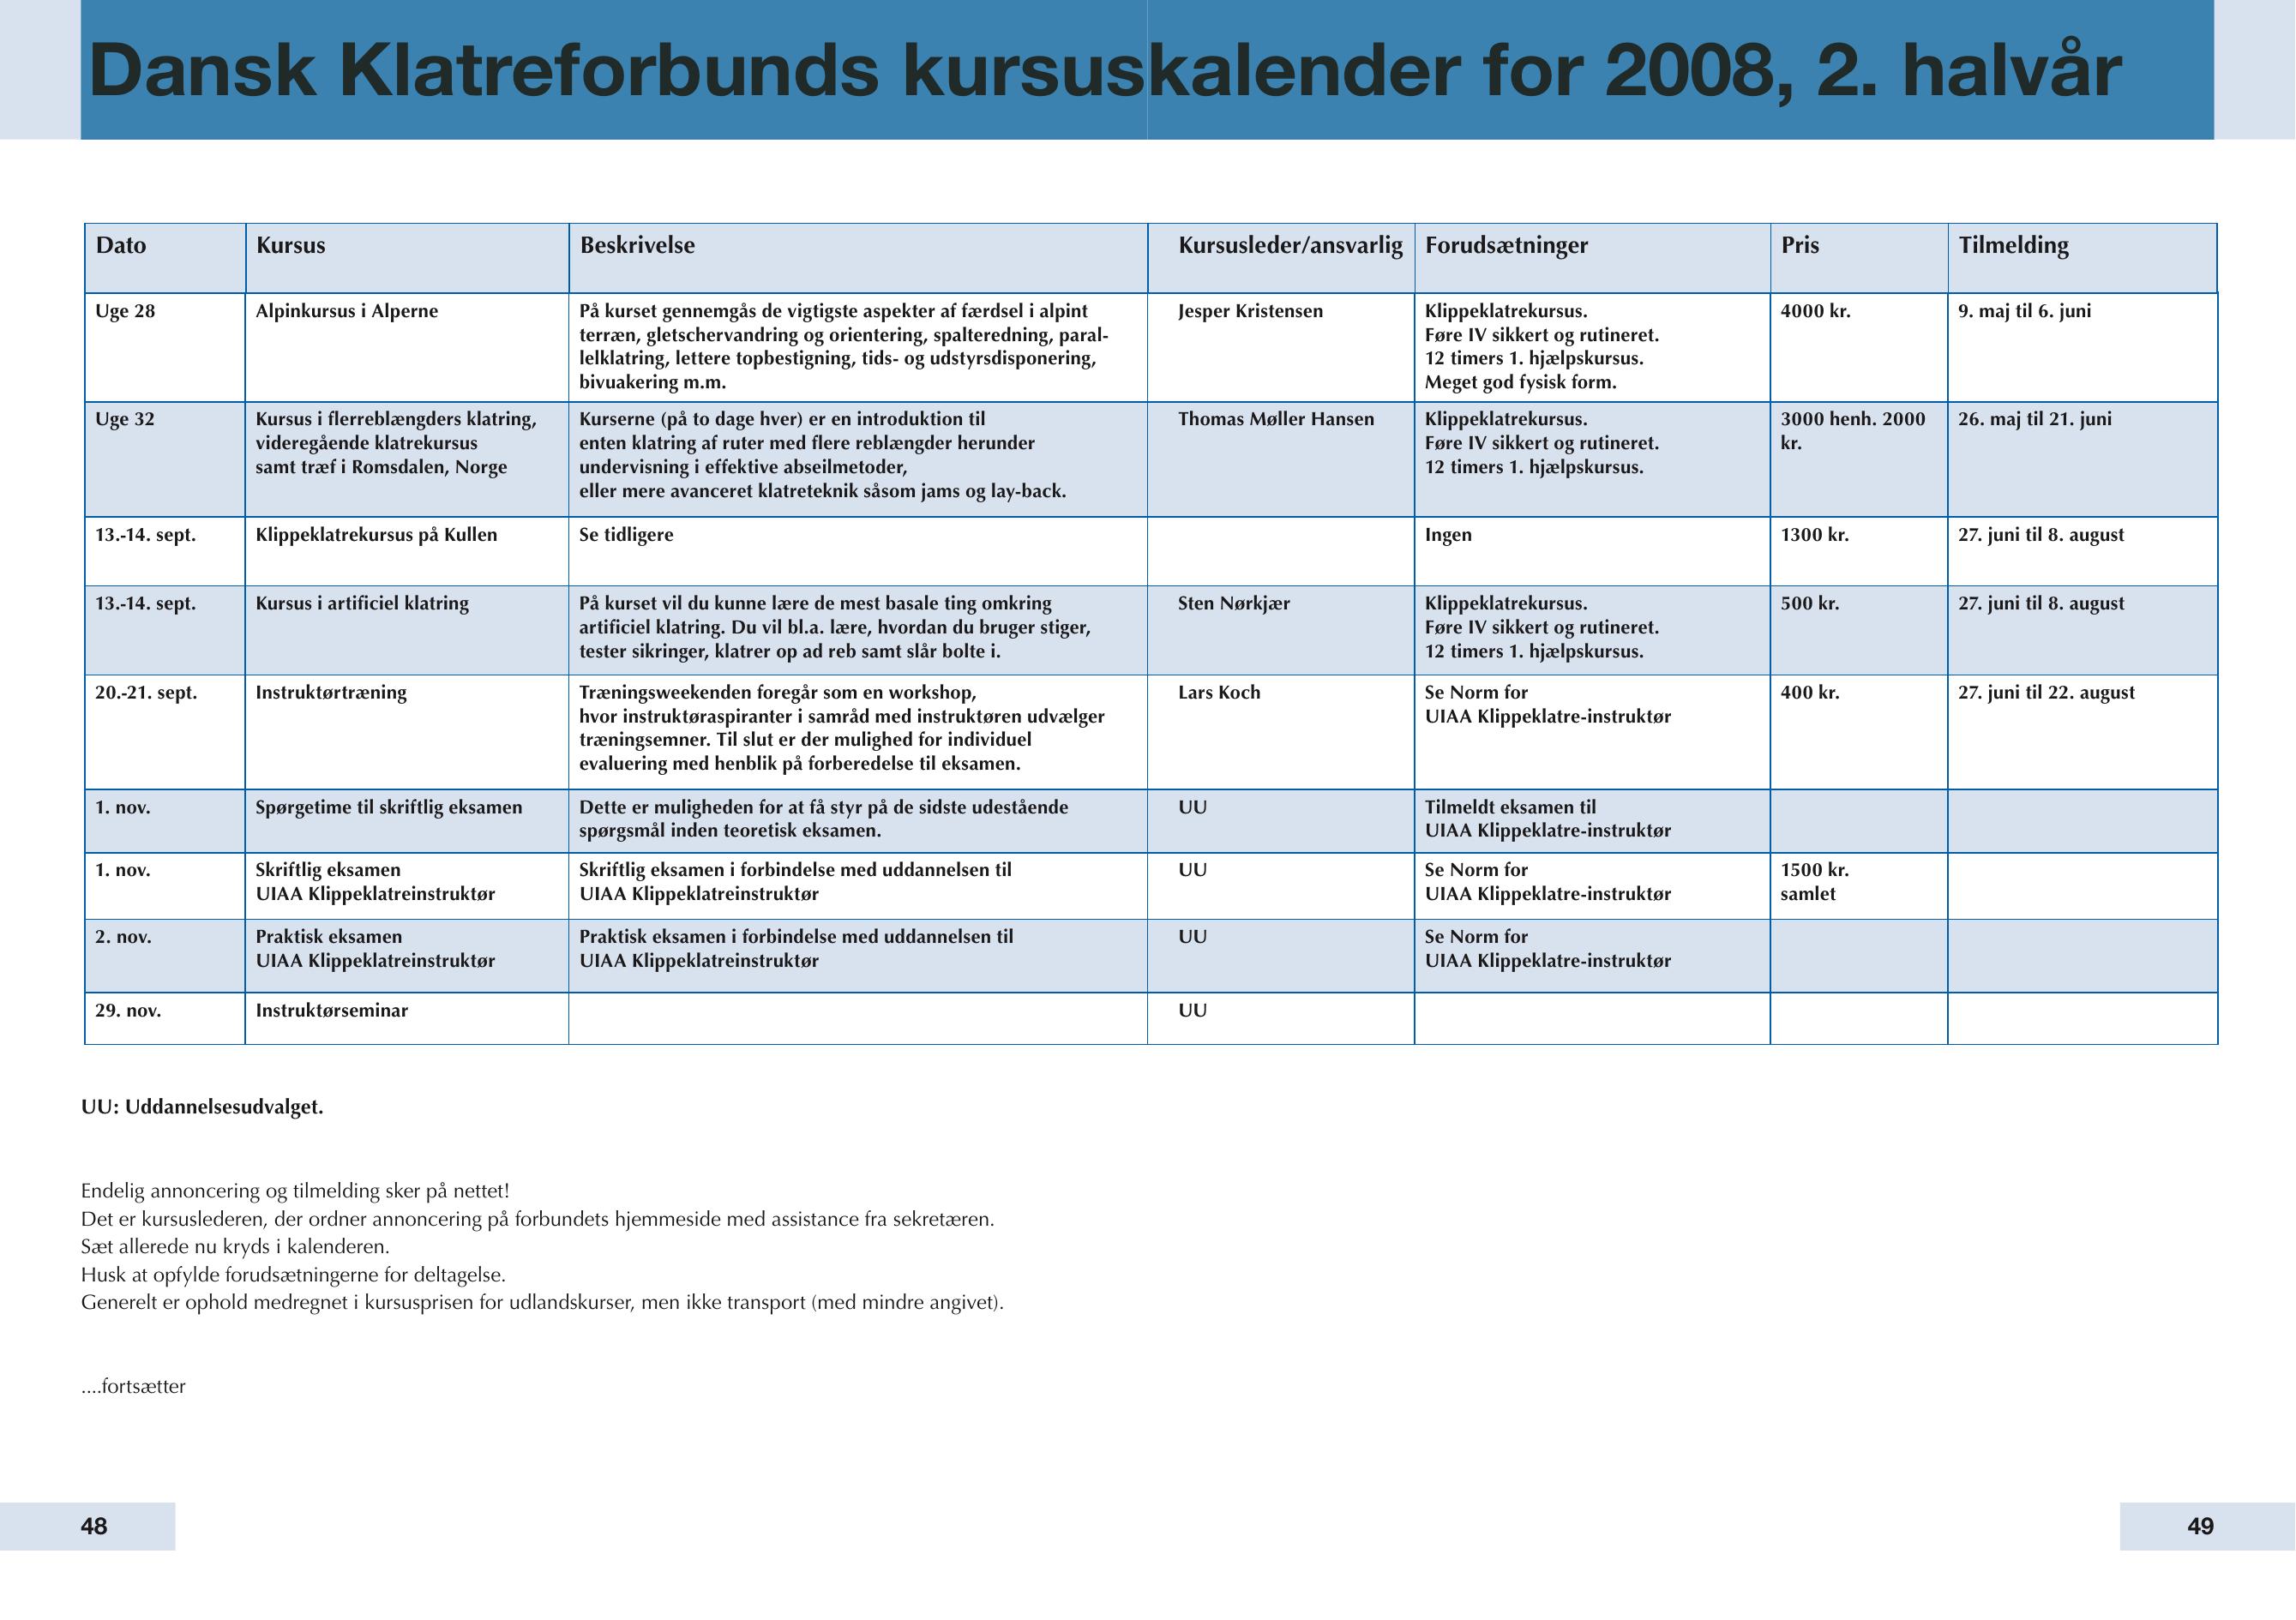 Dansk Klatreforbunds kursuskalender for 2008, 2. halvår
Dato Kursus Beskrivelse Kursusleder/ansvarlig Forudsætninger Pris Tilmelding
Uge 28 Alpinkursus i Alperne På kurset gennemgås de vigtigste aspekter af færdsel i alpint Jesper Kristensen Klippeklatrekursus. 4000 kr. 9. maj til 6. juni
terræn, gletschervandring og orientering, spalteredning, paral- Føre IV sikkert og rutineret.
lelklatring, lettere topbestigning, tids- og udstyrsdisponering, 12 timers 1. hjælpskursus.
bivuakering m.m. Meget god fysisk form.
Uge 32 Kursus i flerreblængders klatring, Kurserne (på to dage hver) er en introduktion til Thomas Møller Hansen Klippeklatrekursus. 3000 henh. 2000 26. maj til 21. juni
videregående klatrekursus enten klatring af ruter med flere reblængder herunder Føre IV sikkert og rutineret. kr.
samt træf i Romsdalen, Norge undervisning i effektive abseilmetoder, 12 timers 1. hjælpskursus.
eller mere avanceret klatreteknik såsom jams og lay-back.
13.-14. sept. Klippeklatrekursus på Kullen Se tidligere Ingen 1300 kr. 27. juni til 8. august
13.-14. sept. Kursus i artificiel klatring På kurset vil du kunne lære de mest basale ting omkring Sten Nørkjær Klippeklatrekursus. 500 kr. 27. juni til 8. august
artificiel klatring. Du vil bl.a. lære, hvordan du bruger stiger, Føre IV sikkert og rutineret.
tester sikringer, klatrer op ad reb samt slår bolte i. 12 timers 1. hjælpskursus.
20.-21. sept. Instruktørtræning Træningsweekenden foregår som en workshop, Lars Koch Se Norm for 400 kr. 27. juni til 22. august
hvor instruktøraspiranter i samråd med instruktøren udvælger UIAA Klippeklatre-instruktør
træningsemner. Til slut er der mulighed for individuel
evaluering med henblik på forberedelse til eksamen.
1. nov. Spørgetime til skriftlig eksamen Dette er muligheden for at få styr på de sidste udestående UU Tilmeldt eksamen til
spørgsmål inden teoretisk eksamen. UIAA Klippeklatre-instruktør
1. nov. Skriftlig eksamen Skriftlig eksamen i forbindelse med uddannelsen til UU Se Norm for 1500 kr.
UIAA Klippeklatreinstruktør UIAA Klippeklatreinstruktør UIAA Klippeklatre-instruktør samlet
2. nov. Praktisk eksamen Praktisk eksamen i forbindelse med uddannelsen til UU Se Norm for
UIAA Klippeklatreinstruktør UIAA Klippeklatreinstruktør UIAA Klippeklatre-instruktør
29. nov. Instruktørseminar UU
UU: Uddannelsesudvalget.
Endelig annoncering og tilmelding sker på nettet!
Det er kursuslederen, der ordner annoncering på forbundets hjemmeside med assistance fra sekretæren.
Sæt allerede nu kryds i kalenderen.
Husk at opfylde forudsætningerne for deltagelse.
Generelt er ophold medregnet i kursusprisen for udlandskurser, men ikke transport (med mindre angivet).
....fortsætter
48 49